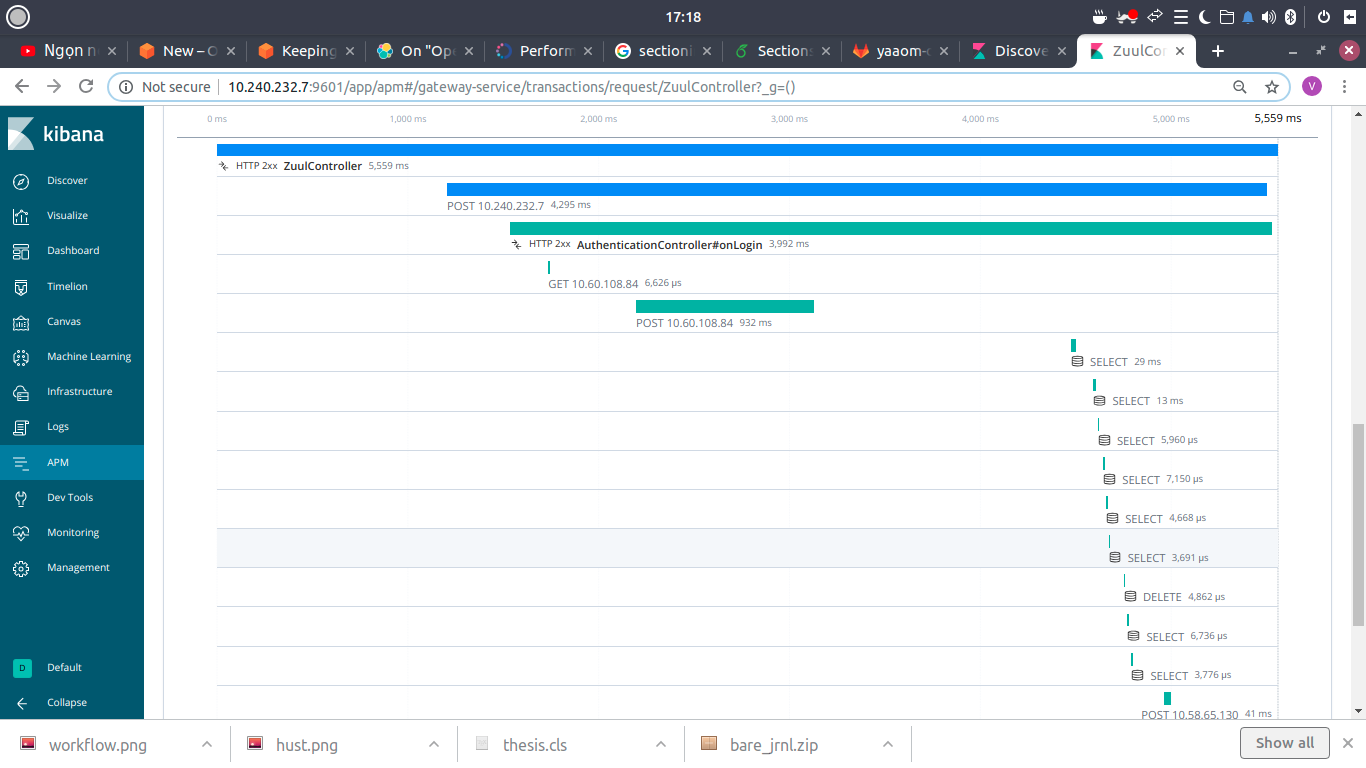 17:18
Ngọn n
New – O
Keeping
On "Ope
Perform
sectioni
Section
yaaom-
Discove
ZuulCon
Not secure 10.240.232.7:9601/app/apm#/gateway-service/transactions/request/ZuulController?_g=()
V
kibana
Discover
Visualize
Dashboard
Timelion
Canvas
Machine Learning
Infrastructure
Logs
APM
Dev Tools
Monitoring
Management
D Default
Collapse
0 ms 1,000 ms 2,000 ms 3,000 ms 4,000 ms 5,000 ms 5,559 ms
HTTP 2xx ZuulController 5,559 ms
POST 10.240.232.7 4,295 ms
HTTP 2xx AuthenticationController#onLogin 3,992 ms
GET 10.60.108.84 6,626 µs
POST 10.60.108.84 932 ms
SELECT 29 ms
SELECT 13 ms
SELECT 5,960 µs
SELECT 7,150 µs
SELECT 4,668 µs
SELECT 3,691 µs
DELETE 4,862 µs
SELECT 6,736 µs
SELECT 3,776 µs
POST 10.58.65.130 41 ms
workflow.png
hust.png
thesis.cls
bare_jrnl.zip
Show all